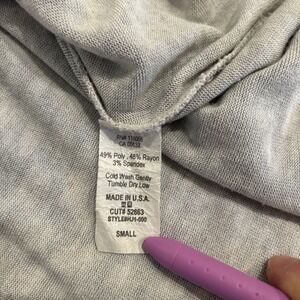 49% Poly, 48% Rayon
3% Spandex
Cold Wash Gently
Tumble Dry Low
MADE IN U.S.A.
CUT# 52863
SMALL